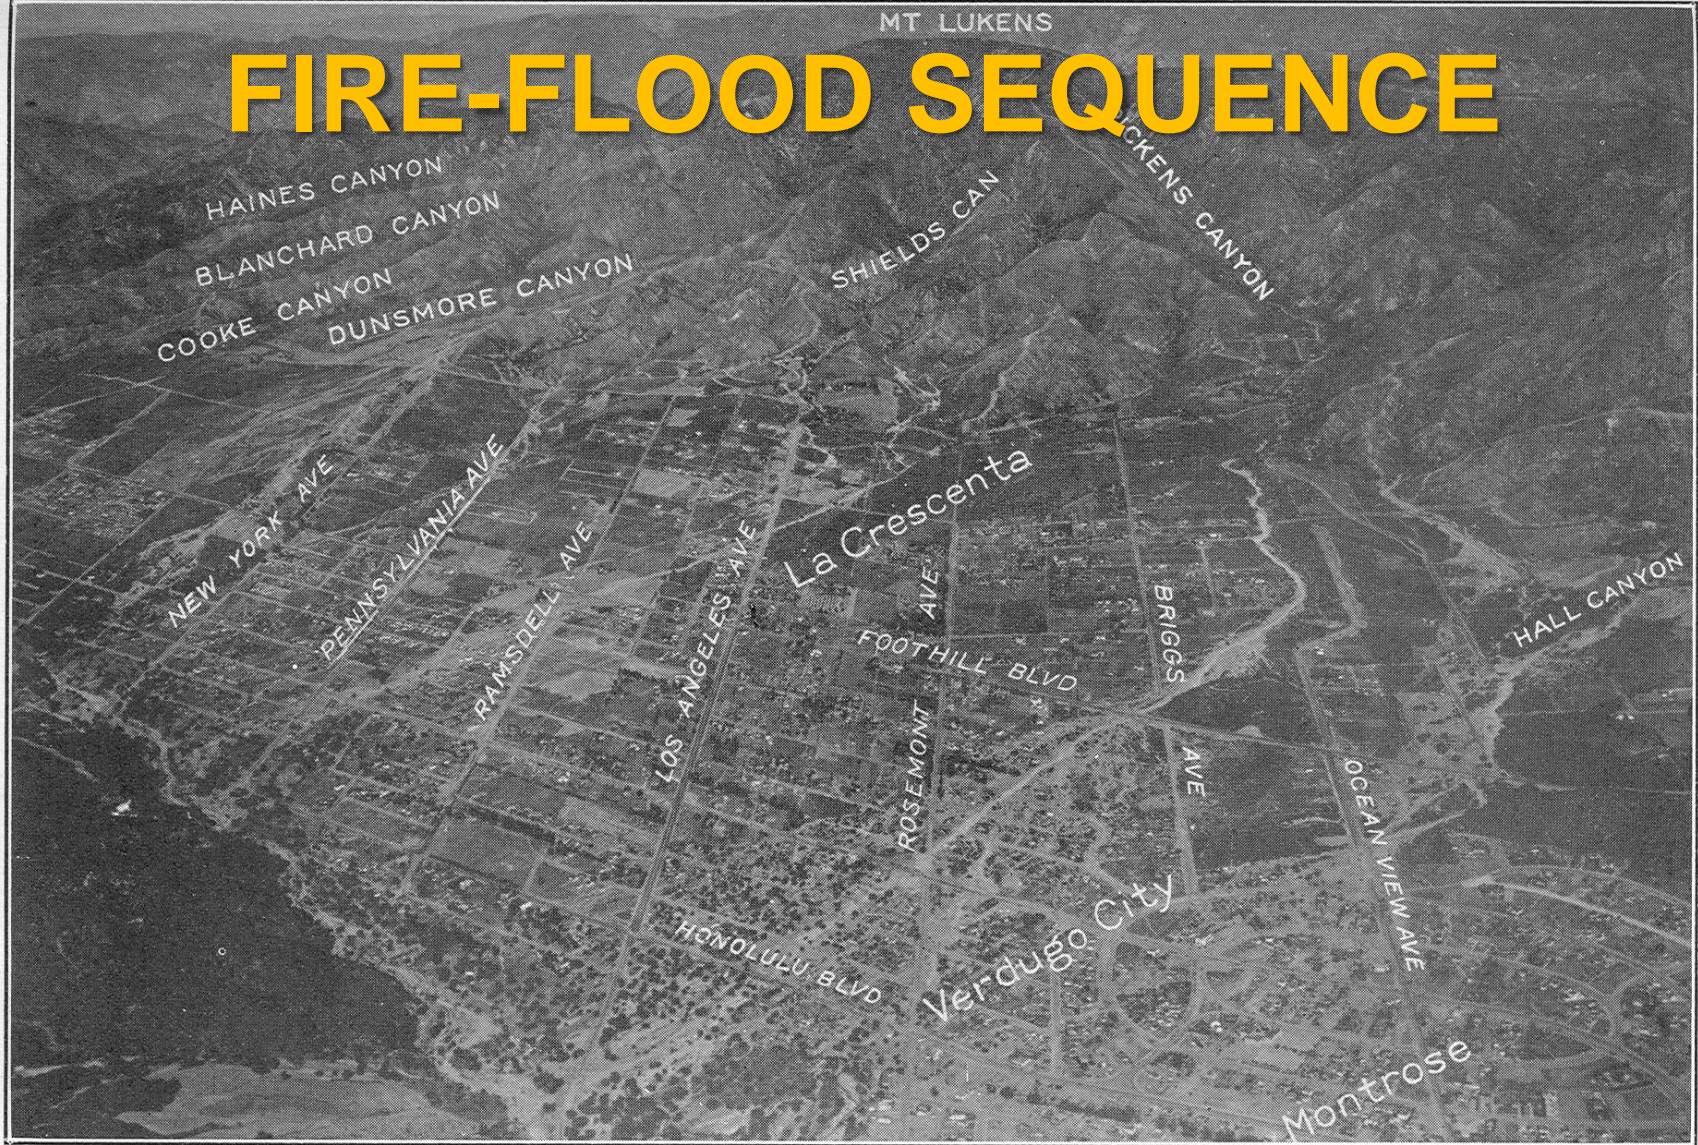 MT LUKENS
FIRE-FLOOD SEQUENCE
HAINES CANYON
BLANCHARD CANYON
COOKE CANYON
DUNSMORE CANYON
SHIELDS CAN
PICKENS CANYON
NEW YORK AVE
PENNSYLVANIA AVE
RAMSDELL AVE
LOS ANGELES AVE
La Crescenta
ROSEMONT AVE
FOOTHILL BLVD
BRIGGS AVE
HALL CANYON
OCEAN VIEW AVE
HONOLULU BLVD
Verdugo City
Montrose